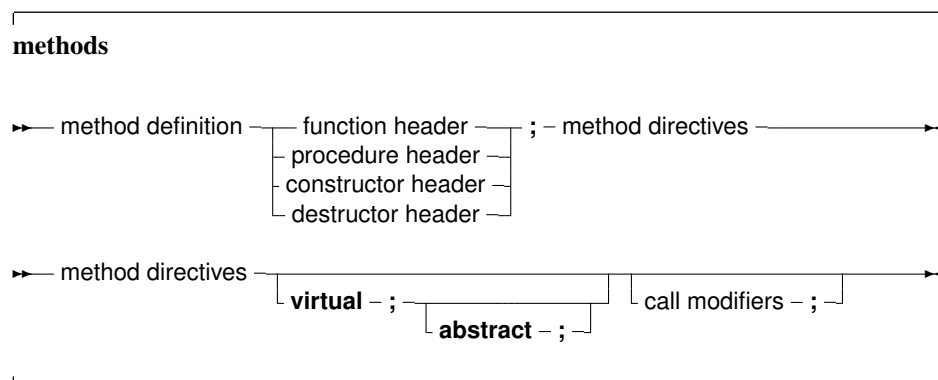 methods
method definition function header ; method directives
procedure header
constructor header
destructor header
method directives
virtual ; call modifiers ;
abstract ;